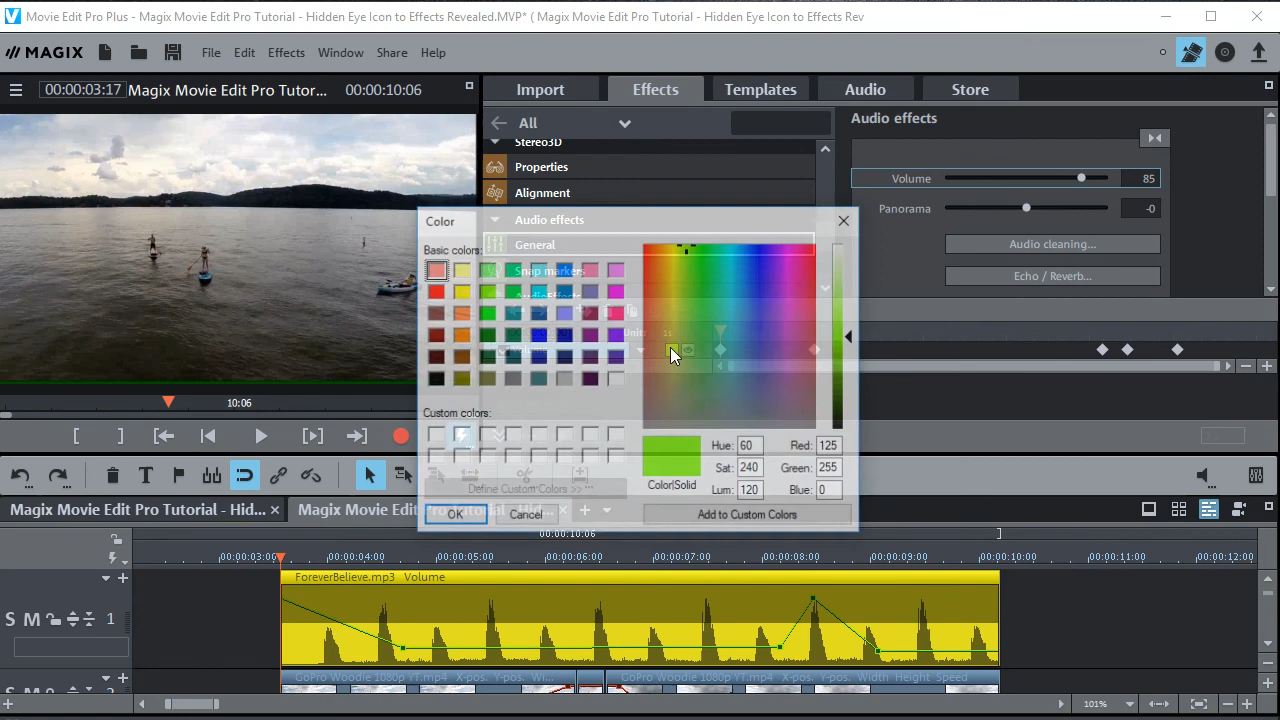 Movie Edit Pro Plus - Magix Movie Edit Pro Tutorial - Hidden Eye Icon to Effects Revealed.MVP* ( Magix Movie Edit Pro Tutorial - Hidden Eye Icon to Effects Rev
MAGIX File Edit Effects Window Share Help
00:00:03:17 Magix Movie Edit Pro Tutor... 00:00:10:06
Import Effects Templates Audio Store
All
Audio effects
Stereo3D
Properties
Volume 85
Alignment
Panorama -0
Color
Audio effects
Basic colors:
General
Audio cleaning...
Snap markers
Echo / Reverb...
AudioEffects
Unit: 1s
Volume
10:06
Custom colors:
Hue: 60 Red: 125
Sat: 240 Green: 255
Color|Solid
Lum: 120 Blue: 0
Define Custom Colors >>
OK Cancel Add to Custom Colors
Magix Movie Edit Pro Tutorial - Hid... Magix Movie Edit Pro Tutorial - Hid...
00:00:10:06
00:00:03:00 00:00:04:00 00:00:05:00 00:00:06:00 00:00:07:00 00:00:08:00 00:00:09:00 00:00:10:00 00:00:11:00 00:00:12:00
ForeverBelieve.mp3 Volume
S M 1
GoPro Woodie 1080p YT.mp4 X-pos. Y-pos. Wi... GoPro Woodie 1080p YT.mp4 X-pos. Y-pos. Width Height Speed
S M
101%